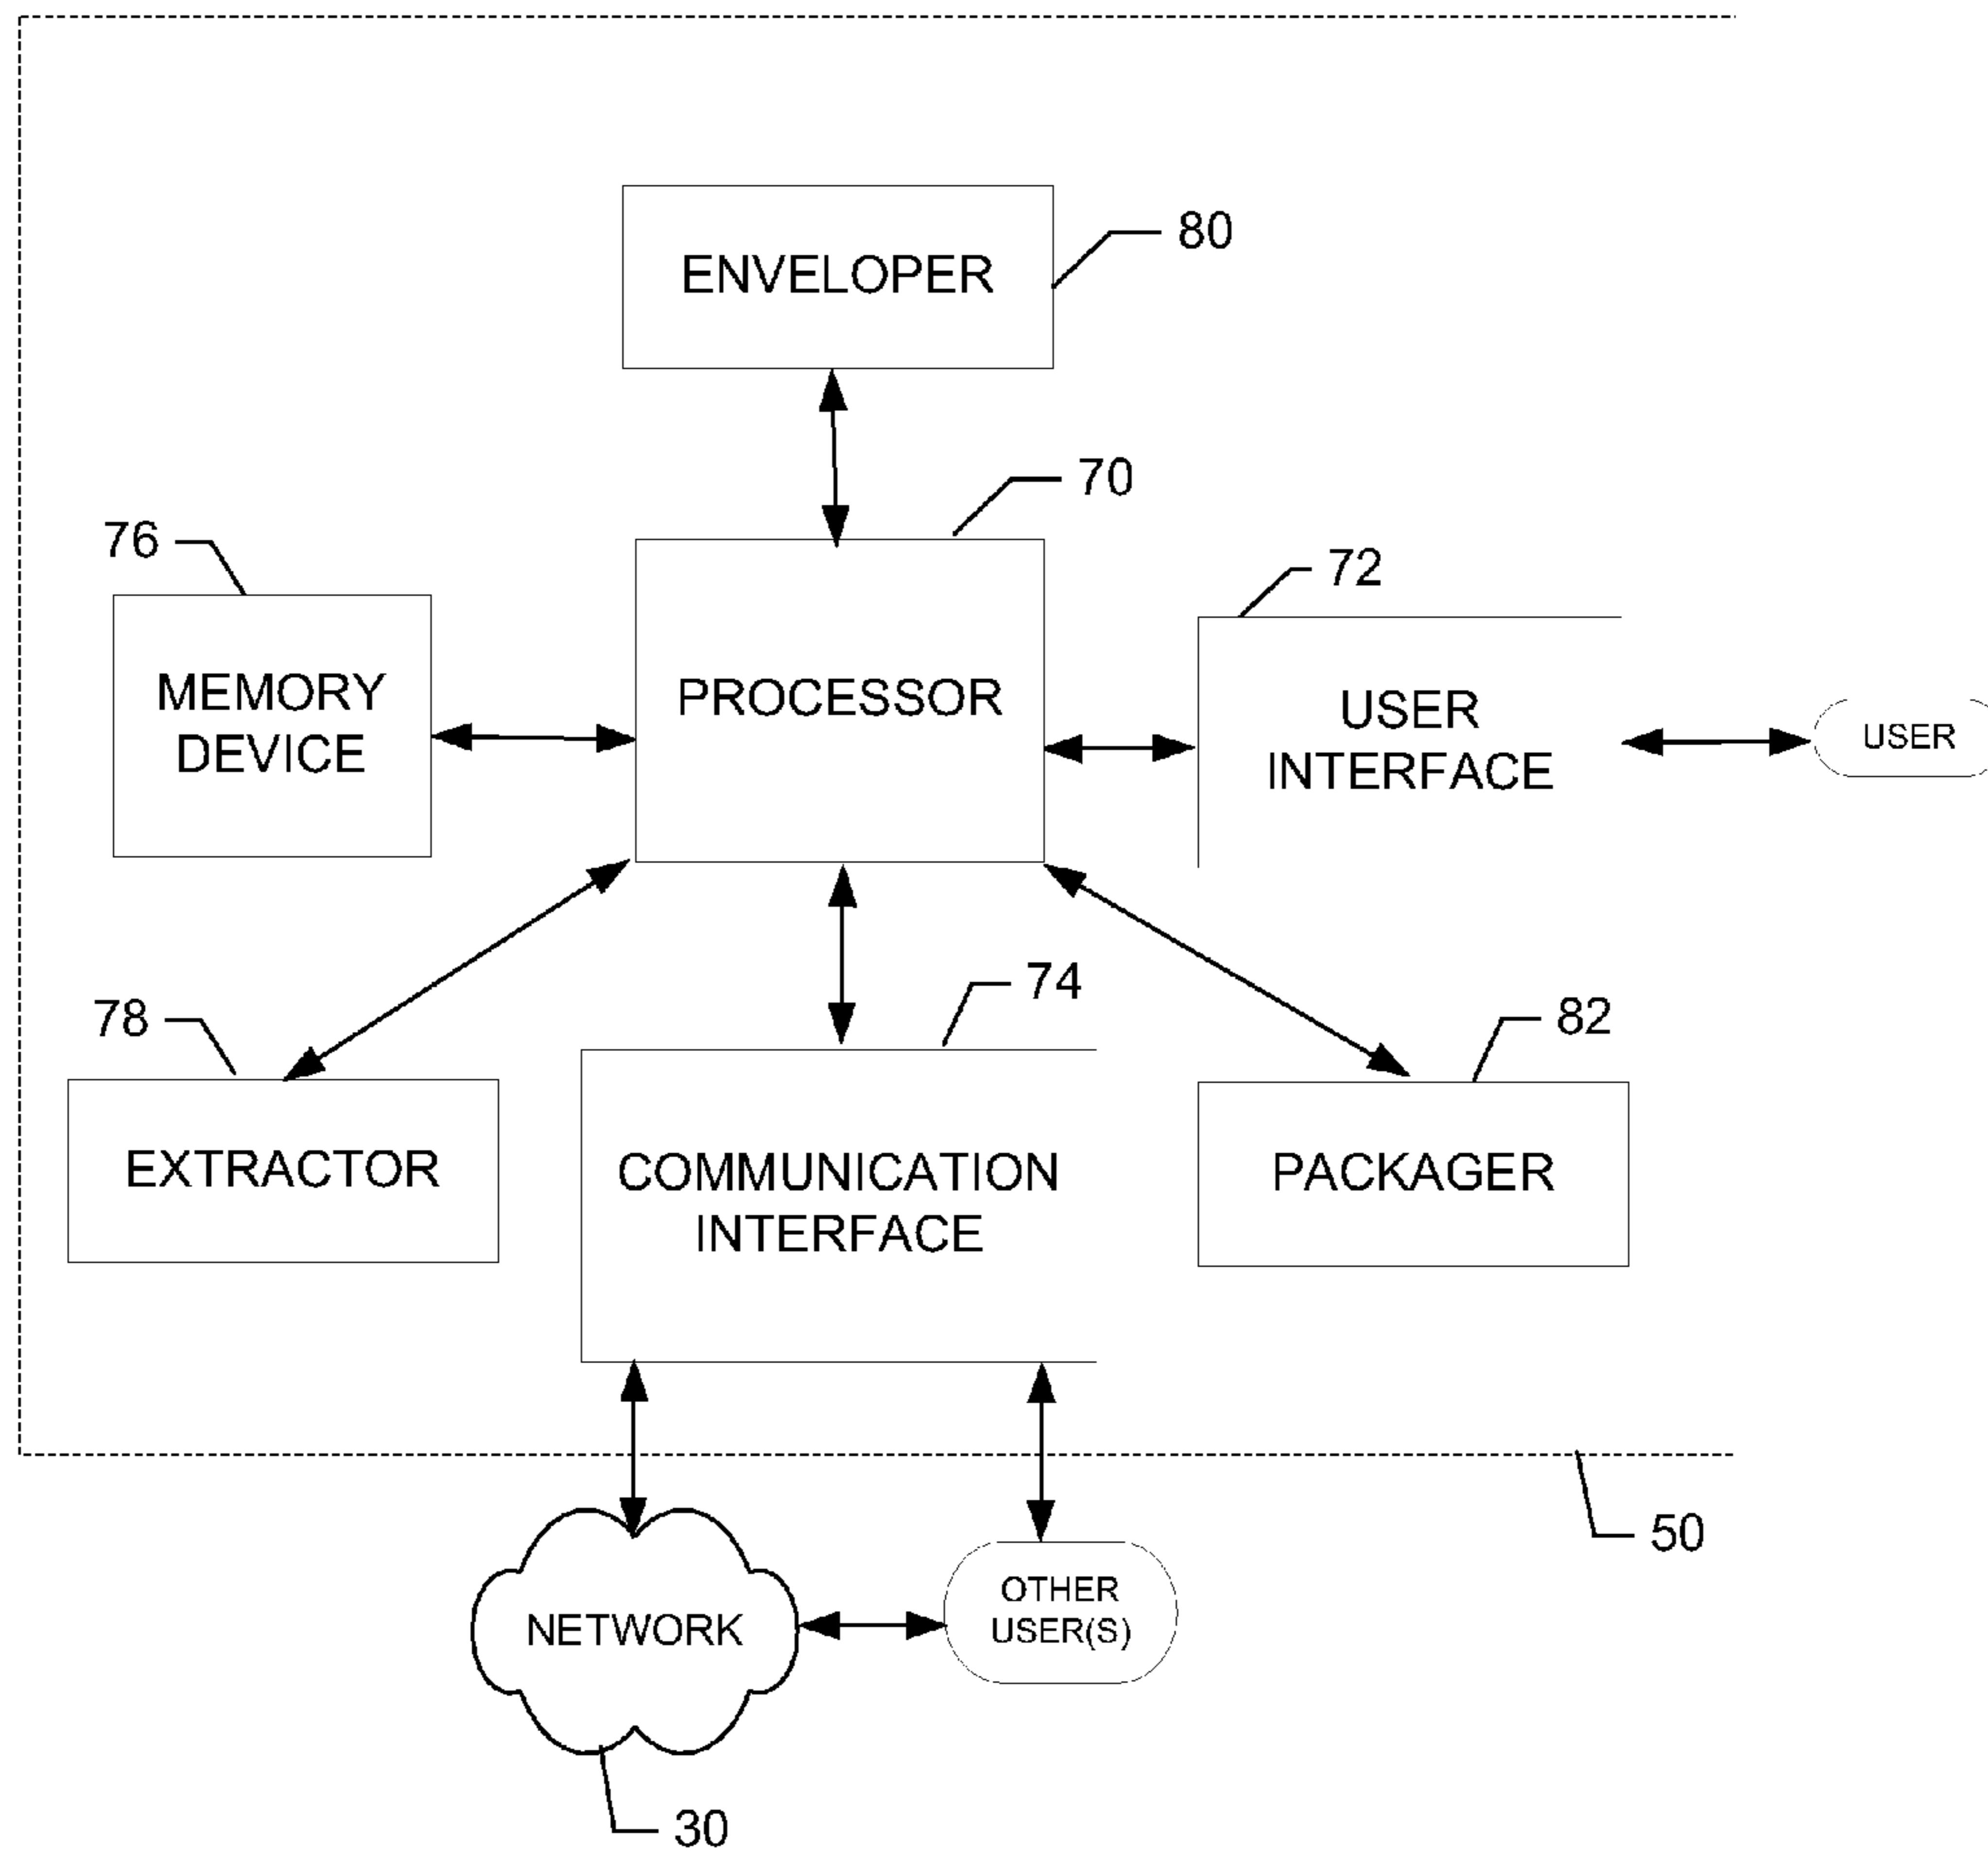 80
ENVELOPER
70
76
72
MEMORY
DEVICE
PROCESSOR
USER
INTERFACE
USER
74
78
82
EXTRACTOR
COMMUNICATION
INTERFACE
PACKAGER
50
NETWORK
OTHER
USER(S)
30